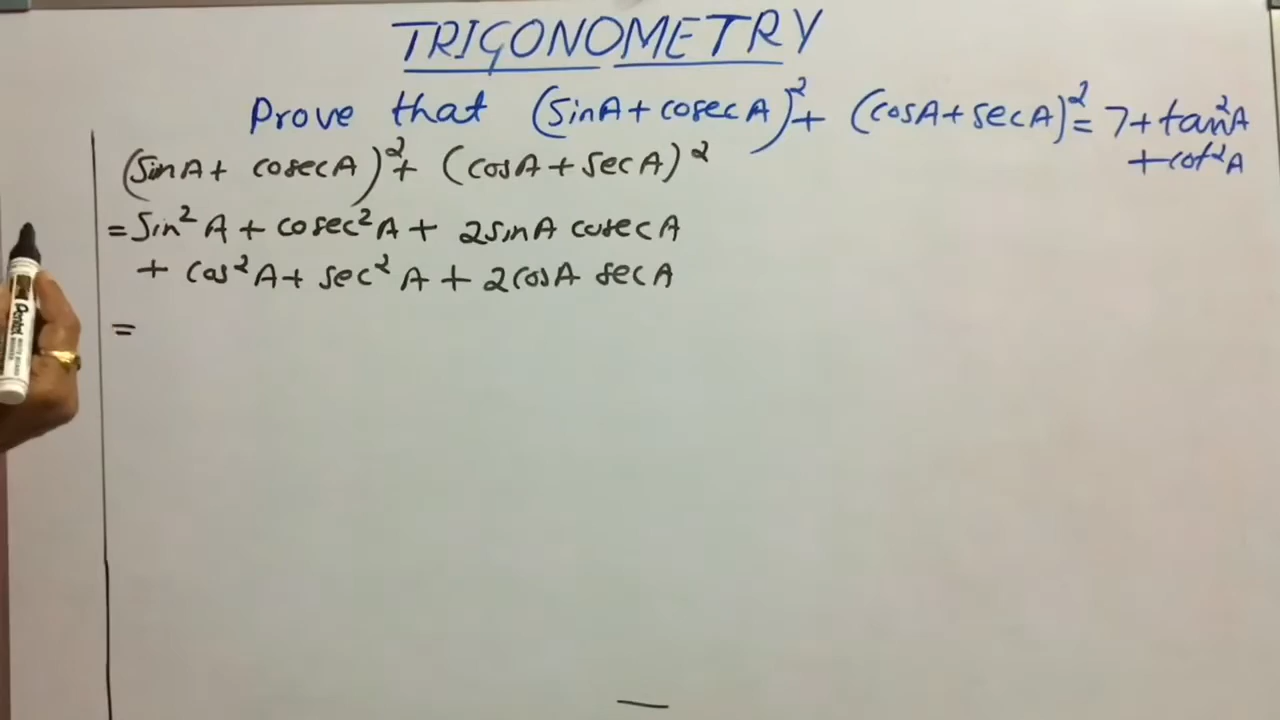 TRIGONOMETRY
Prove that (sinA + cosecA)² + (cosA + secA)² = 7 + tan²A
+ cot²A
(sinA + cosecA)² + (cosA + secA)²
= Sin²A + cosec²A + 2sinA cosecA
+ cos²A + sec²A + 2cosA secA
=
Pentel